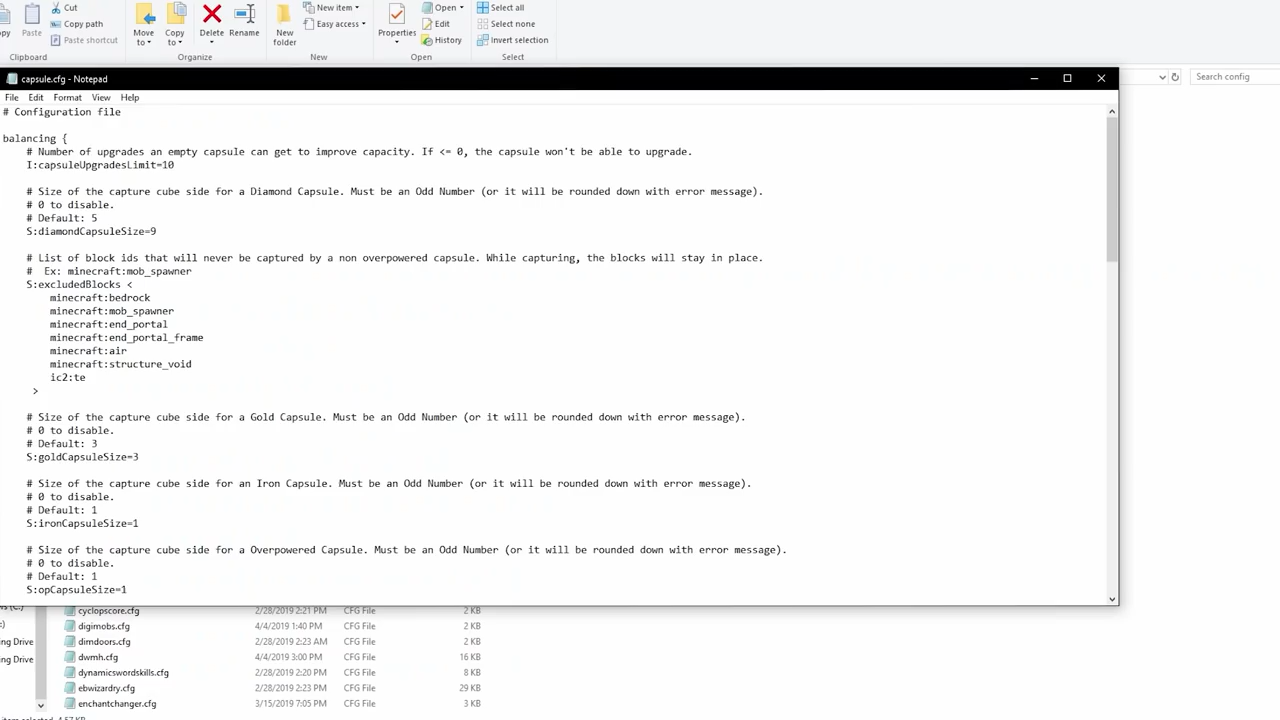 Cut
Copy path
Paste shortcut
Paste
Move to
Copy to
Delete
Rename
New folder
New item
Easy access
Properties
Open
Edit
History
Select all
Select none
Invert selection
Clipboard
Organize
New
Open
Select
capsule.cfg - Notepad
Search config
File Edit Format View Help
# Configuration file
balancing {
# Number of upgrades an empty capsule can get to improve capacity. If <= 0, the capsule won't be able to upgrade.
I:capsuleUpgradesLimit=10
# Size of the capture cube side for a Diamond Capsule. Must be an Odd Number (or it will be rounded down with error message).
# 0 to disable.
# Default: 5
S:diamondCapsuleSize=9
# List of block ids that will never be captured by a non overpowered capsule. While capturing, the blocks will stay in place.
#  Ex: minecraft:mob_spawner
S:excludedBlocks <
minecraft:bedrock
minecraft:mob_spawner
minecraft:end_portal
minecraft:end_portal_frame
minecraft:air
minecraft:structure_void
ic2:te
>
# Size of the capture cube side for a Gold Capsule. Must be an Odd Number (or it will be rounded down with error message).
# 0 to disable.
# Default: 3
S:goldCapsuleSize=3
# Size of the capture cube side for an Iron Capsule. Must be an Odd Number (or it will be rounded down with error message).
# 0 to disable.
# Default: 1
S:ironCapsuleSize=1
# Size of the capture cube side for a Overpowered Capsule. Must be an Odd Number (or it will be rounded down with error message).
# 0 to disable.
# Default: 1
S:opCapsuleSize=1
cyclopscore.cfg 2/28/2019 2:21 PM CFG File 2 KB
digimobs.cfg 4/4/2019 1:40 PM CFG File 2 KB
ing Drive dimdoors.cfg 2/28/2019 2:23 AM CFG File 2 KB
ing Drive dwmh.cfg 4/4/2019 3:00 PM CFG File 16 KB
dynamicswordskills.cfg 2/28/2019 2:20 PM CFG File 8 KB
ebwizardry.cfg 2/28/2019 2:23 PM CFG File 29 KB
enchantchanger.cfg 3/15/2019 7:05 PM CFG File 3 KB